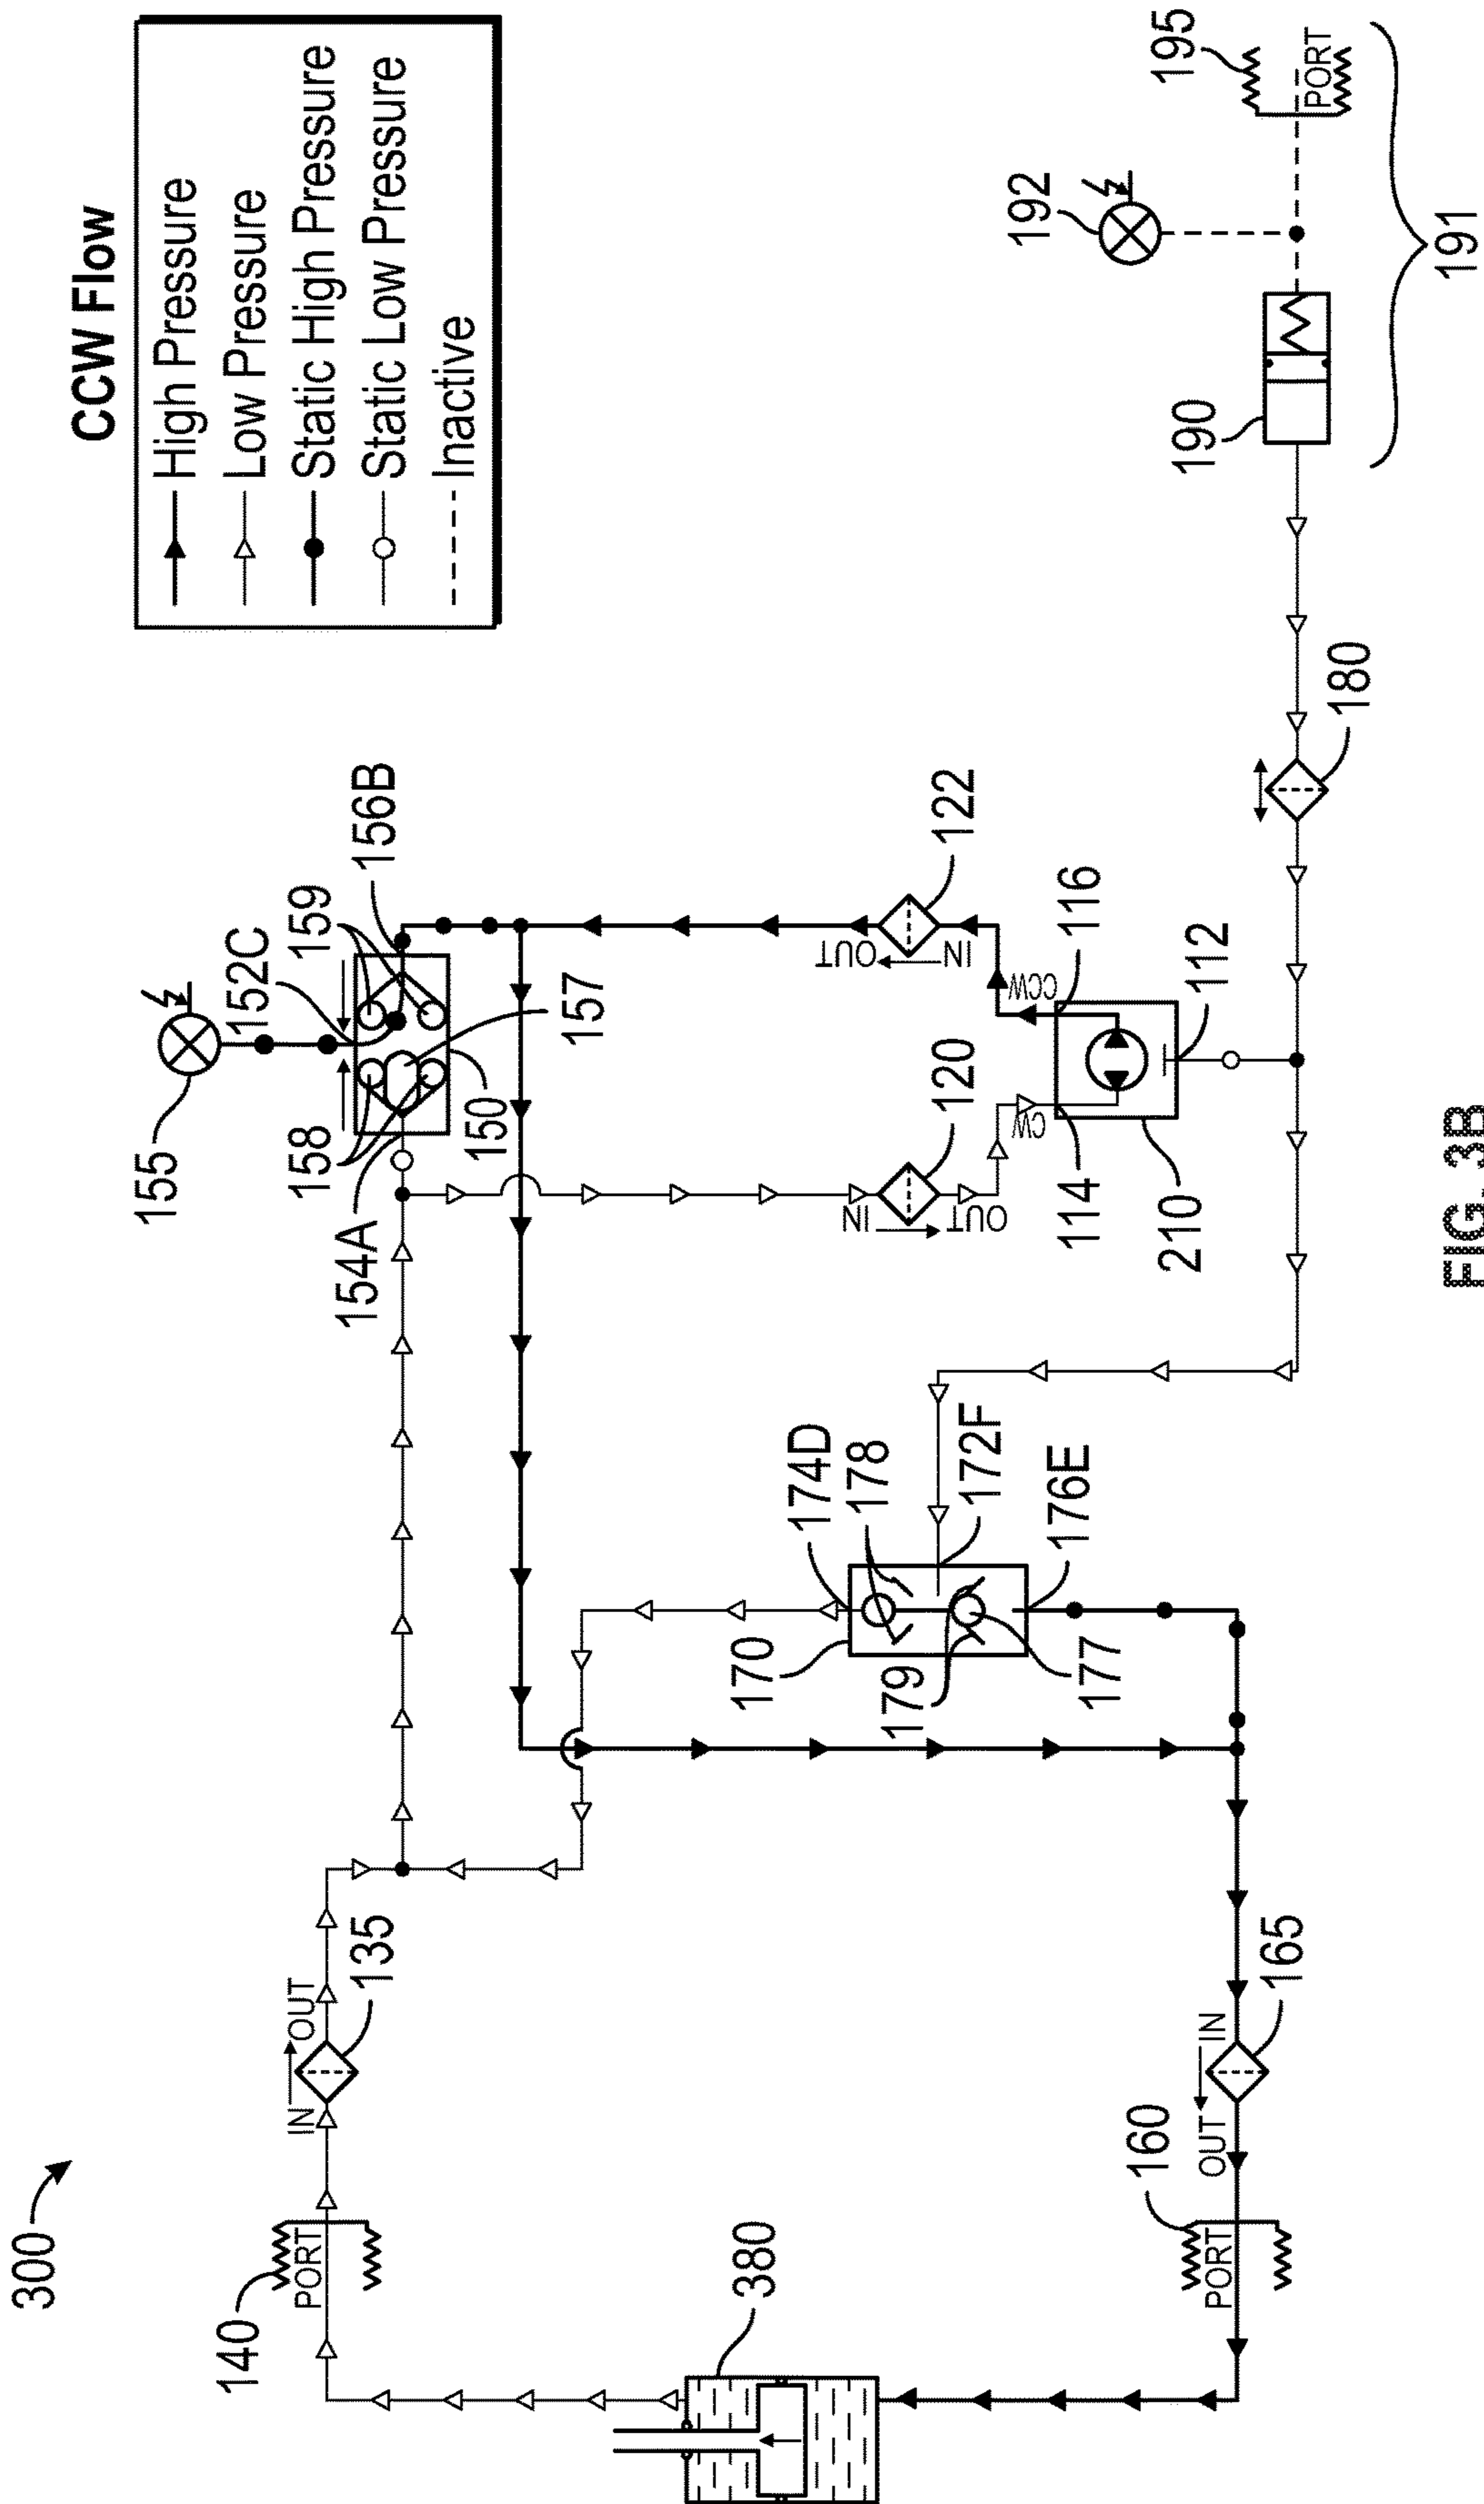 300
CCW Flow
High Pressure
Low Pressure
Static High Pressure
Static Low Pressure
Inactive
140
PORT
IN
OUT
135
155
152C
158
159
154A
150
157
156B
380
170
174D
178
179
177
172F
176E
IN
OUT
120
IN
OUT
122
CW
CCW
114
116
210
112
160
PORT
OUT
IN
165
180
190
192
195
PORT
191
FIG. 3B